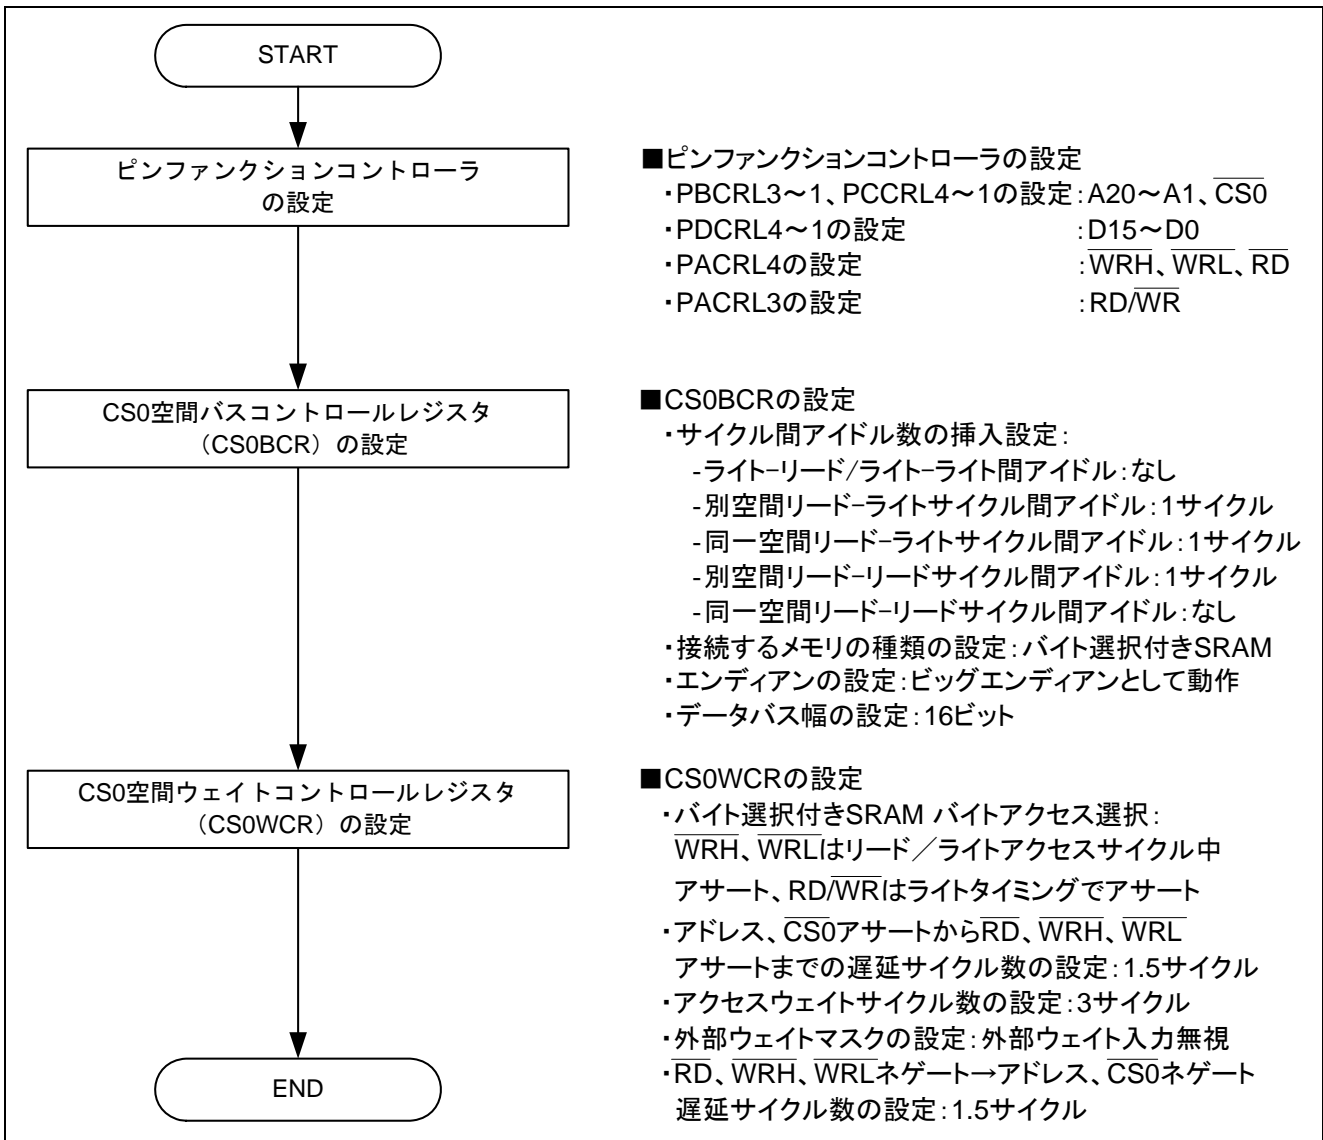 START
ピンファンクションコントローラ
の設定
■ピンファンクションコントローラの設定
・PBCRL3～1、PCCRL4～1の設定：A20～A1、C̅S̅0̅
・PDCRL4～1の設定　：D15～D0
・PACRL4の設定　：W̅R̅H̅、W̅R̅L̅、R̅D̅
・PACRL3の設定　：RD/W̅R̅
CS0空間バスコントロールレジスタ
（CS0BCR）の設定
■CS0BCRの設定
・サイクル間アイドル数の挿入設定：
-ライト-リード/ライト-ライト間アイドル：なし
-別空間リード-ライトサイクル間アイドル：1サイクル
-同一空間リード-ライトサイクル間アイドル：1サイクル
-別空間リード-リードサイクル間アイドル：1サイクル
-同一空間リード-リードサイクル間アイドル：なし
・接続するメモリの種類の設定：バイト選択付きSRAM
・エンディアンの設定：ビッグエンディアンとして動作
・データバス幅の設定：16ビット
CS0空間ウェイトコントロールレジスタ
（CS0WCR）の設定
■CS0WCRの設定
・バイト選択付きSRAM バイトアクセス選択：
W̅R̅H̅、W̅R̅L̅はリード／ライトアクセスサイクル中
アサート、RD/W̅R̅はライトタイミングでアサート
・アドレス、C̅S̅0̅アサートからR̅D̅、W̅R̅H̅、W̅R̅L̅
アサートまでの遅延サイクル数の設定：1.5サイクル
・アクセスウェイトサイクル数の設定：3サイクル
・外部ウェイトマスクの設定：外部ウェイト入力無視
・R̅D̅、W̅R̅H̅、W̅R̅L̅ネゲート→アドレス、C̅S̅0̅ネゲート
遅延サイクル数の設定：1.5サイクル
END